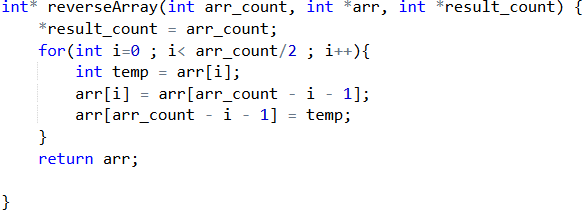 int* reverseArray(int arr_count, int *arr, int *result_count) {
    *result_count = arr_count;
    for(int i=0 ; i< arr_count/2 ; i++){
        int temp = arr[i];
        arr[i] = arr[arr_count - i - 1];
        arr[arr_count - i - 1] = temp;
    }
    return arr;

}